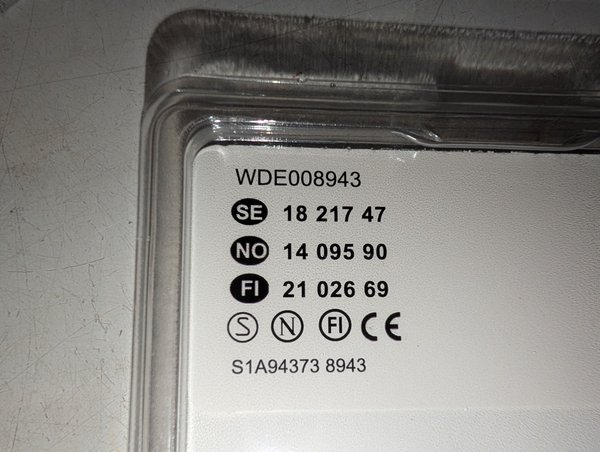 WDE008943
SE 18 217 47
NO 14 095 90
FI 21 026 69
S N FI CE
S1A94373 8943